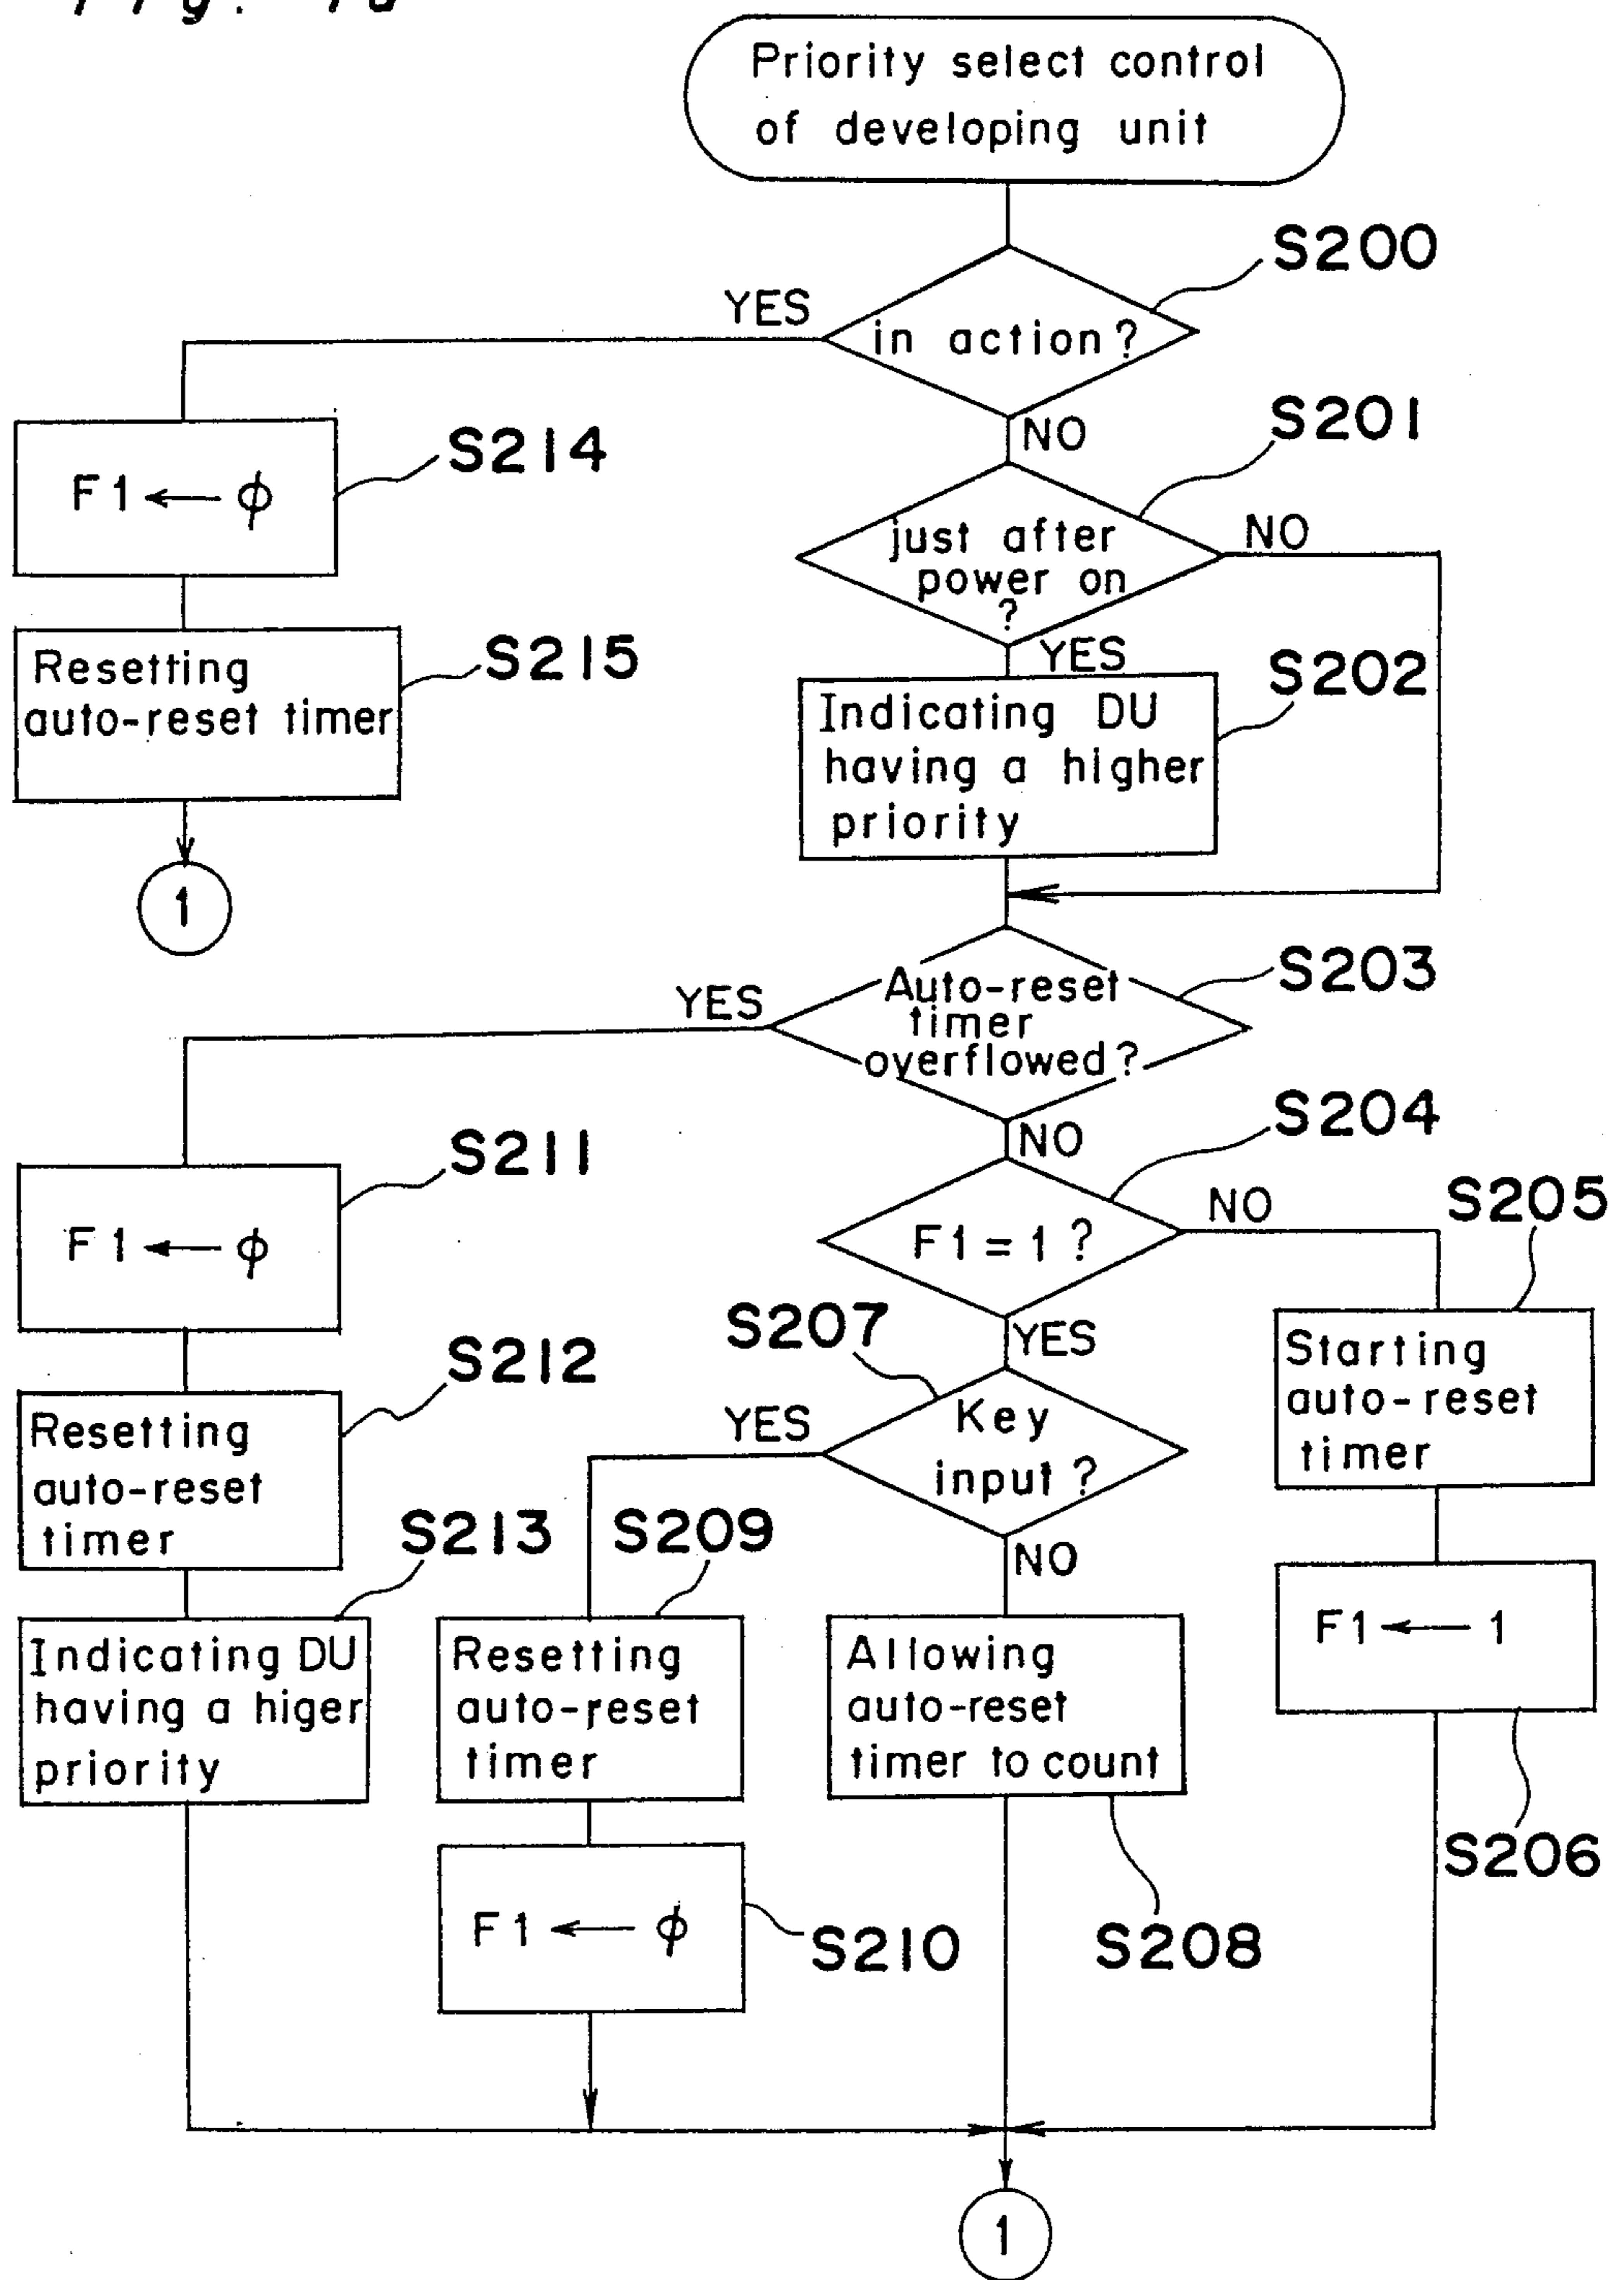 Priority select control
of developing unit
S200
YES
in action?
NO
S201
S214
F1 ← φ
just after
power on
?
NO
YES
S215
Resetting
auto-reset timer
S202
Indicating DU
having a higher
priority
1
S203
YES
Auto-reset
timer
overflowed?
NO
S204
S211
F1 ← φ
F1 = 1 ?
NO
S205
YES
S207
Starting
auto-reset
timer
S212
Resetting
auto-reset
timer
YES
Key
input?
NO
S213
S209
Indicating DU
having a higer
priority
Resetting
auto-reset
timer
Allowing
auto-reset
timer to count
F1 ← 1
S206
F1 ← φ
S210
S208
1